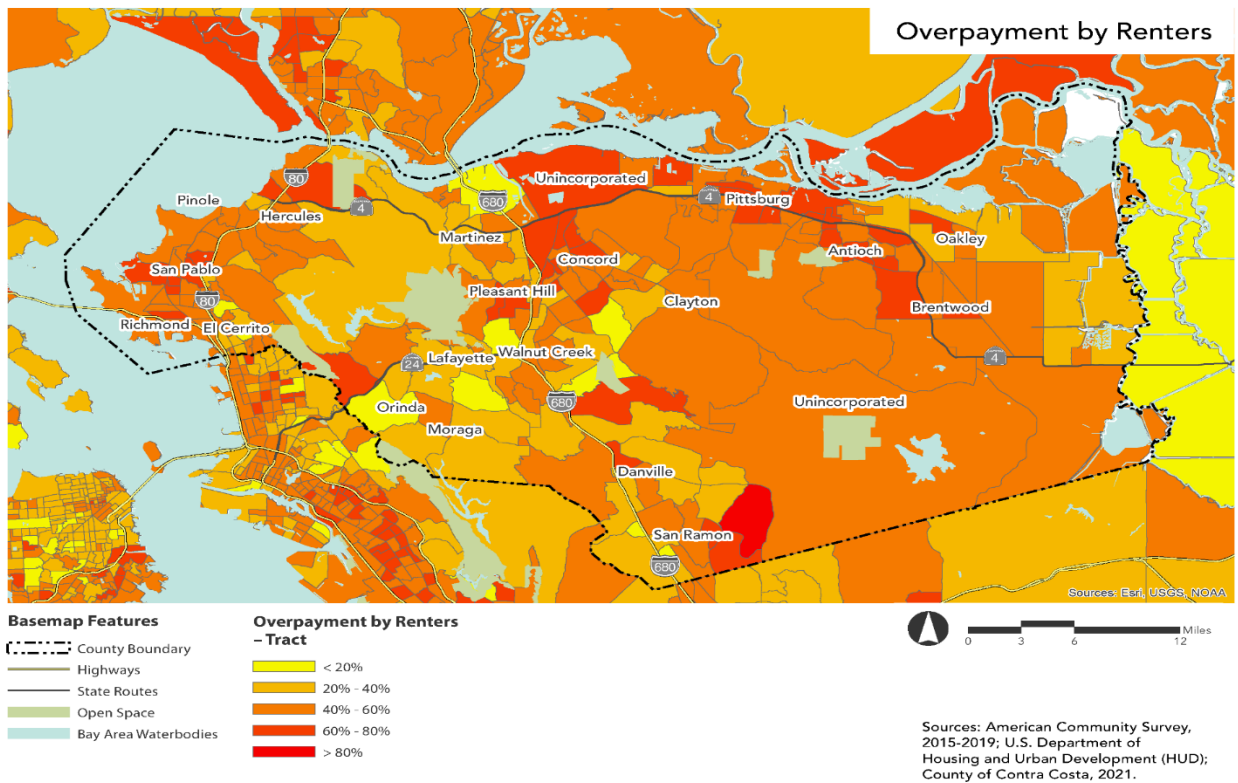 Overpayment by Renters
Pinole
80
Hercules
4
San Pablo
80
Richmond
El Cerrito
680
Martinez
Unincorporated
4
Pittsburg
Concord
Antioch
Oakley
Pleasant Hill
Clayton
Brentwood
24
Lafayette
Walnut Creek
4
Orinda
680
Unincorporated
Moraga
Danville
San Ramon
680
Sources: Esri, USGS, NOAA
Basemap Features
County Boundary
Highways
State Routes
Open Space
Bay Area Waterbodies
Overpayment by Renters
– Tract
< 20%
20% - 40%
40% - 60%
60% - 80%
> 80%
Miles
0 3 6 12
Sources: American Community Survey,
2015-2019; U.S. Department of
Housing and Urban Development (HUD);
County of Contra Costa, 2021.